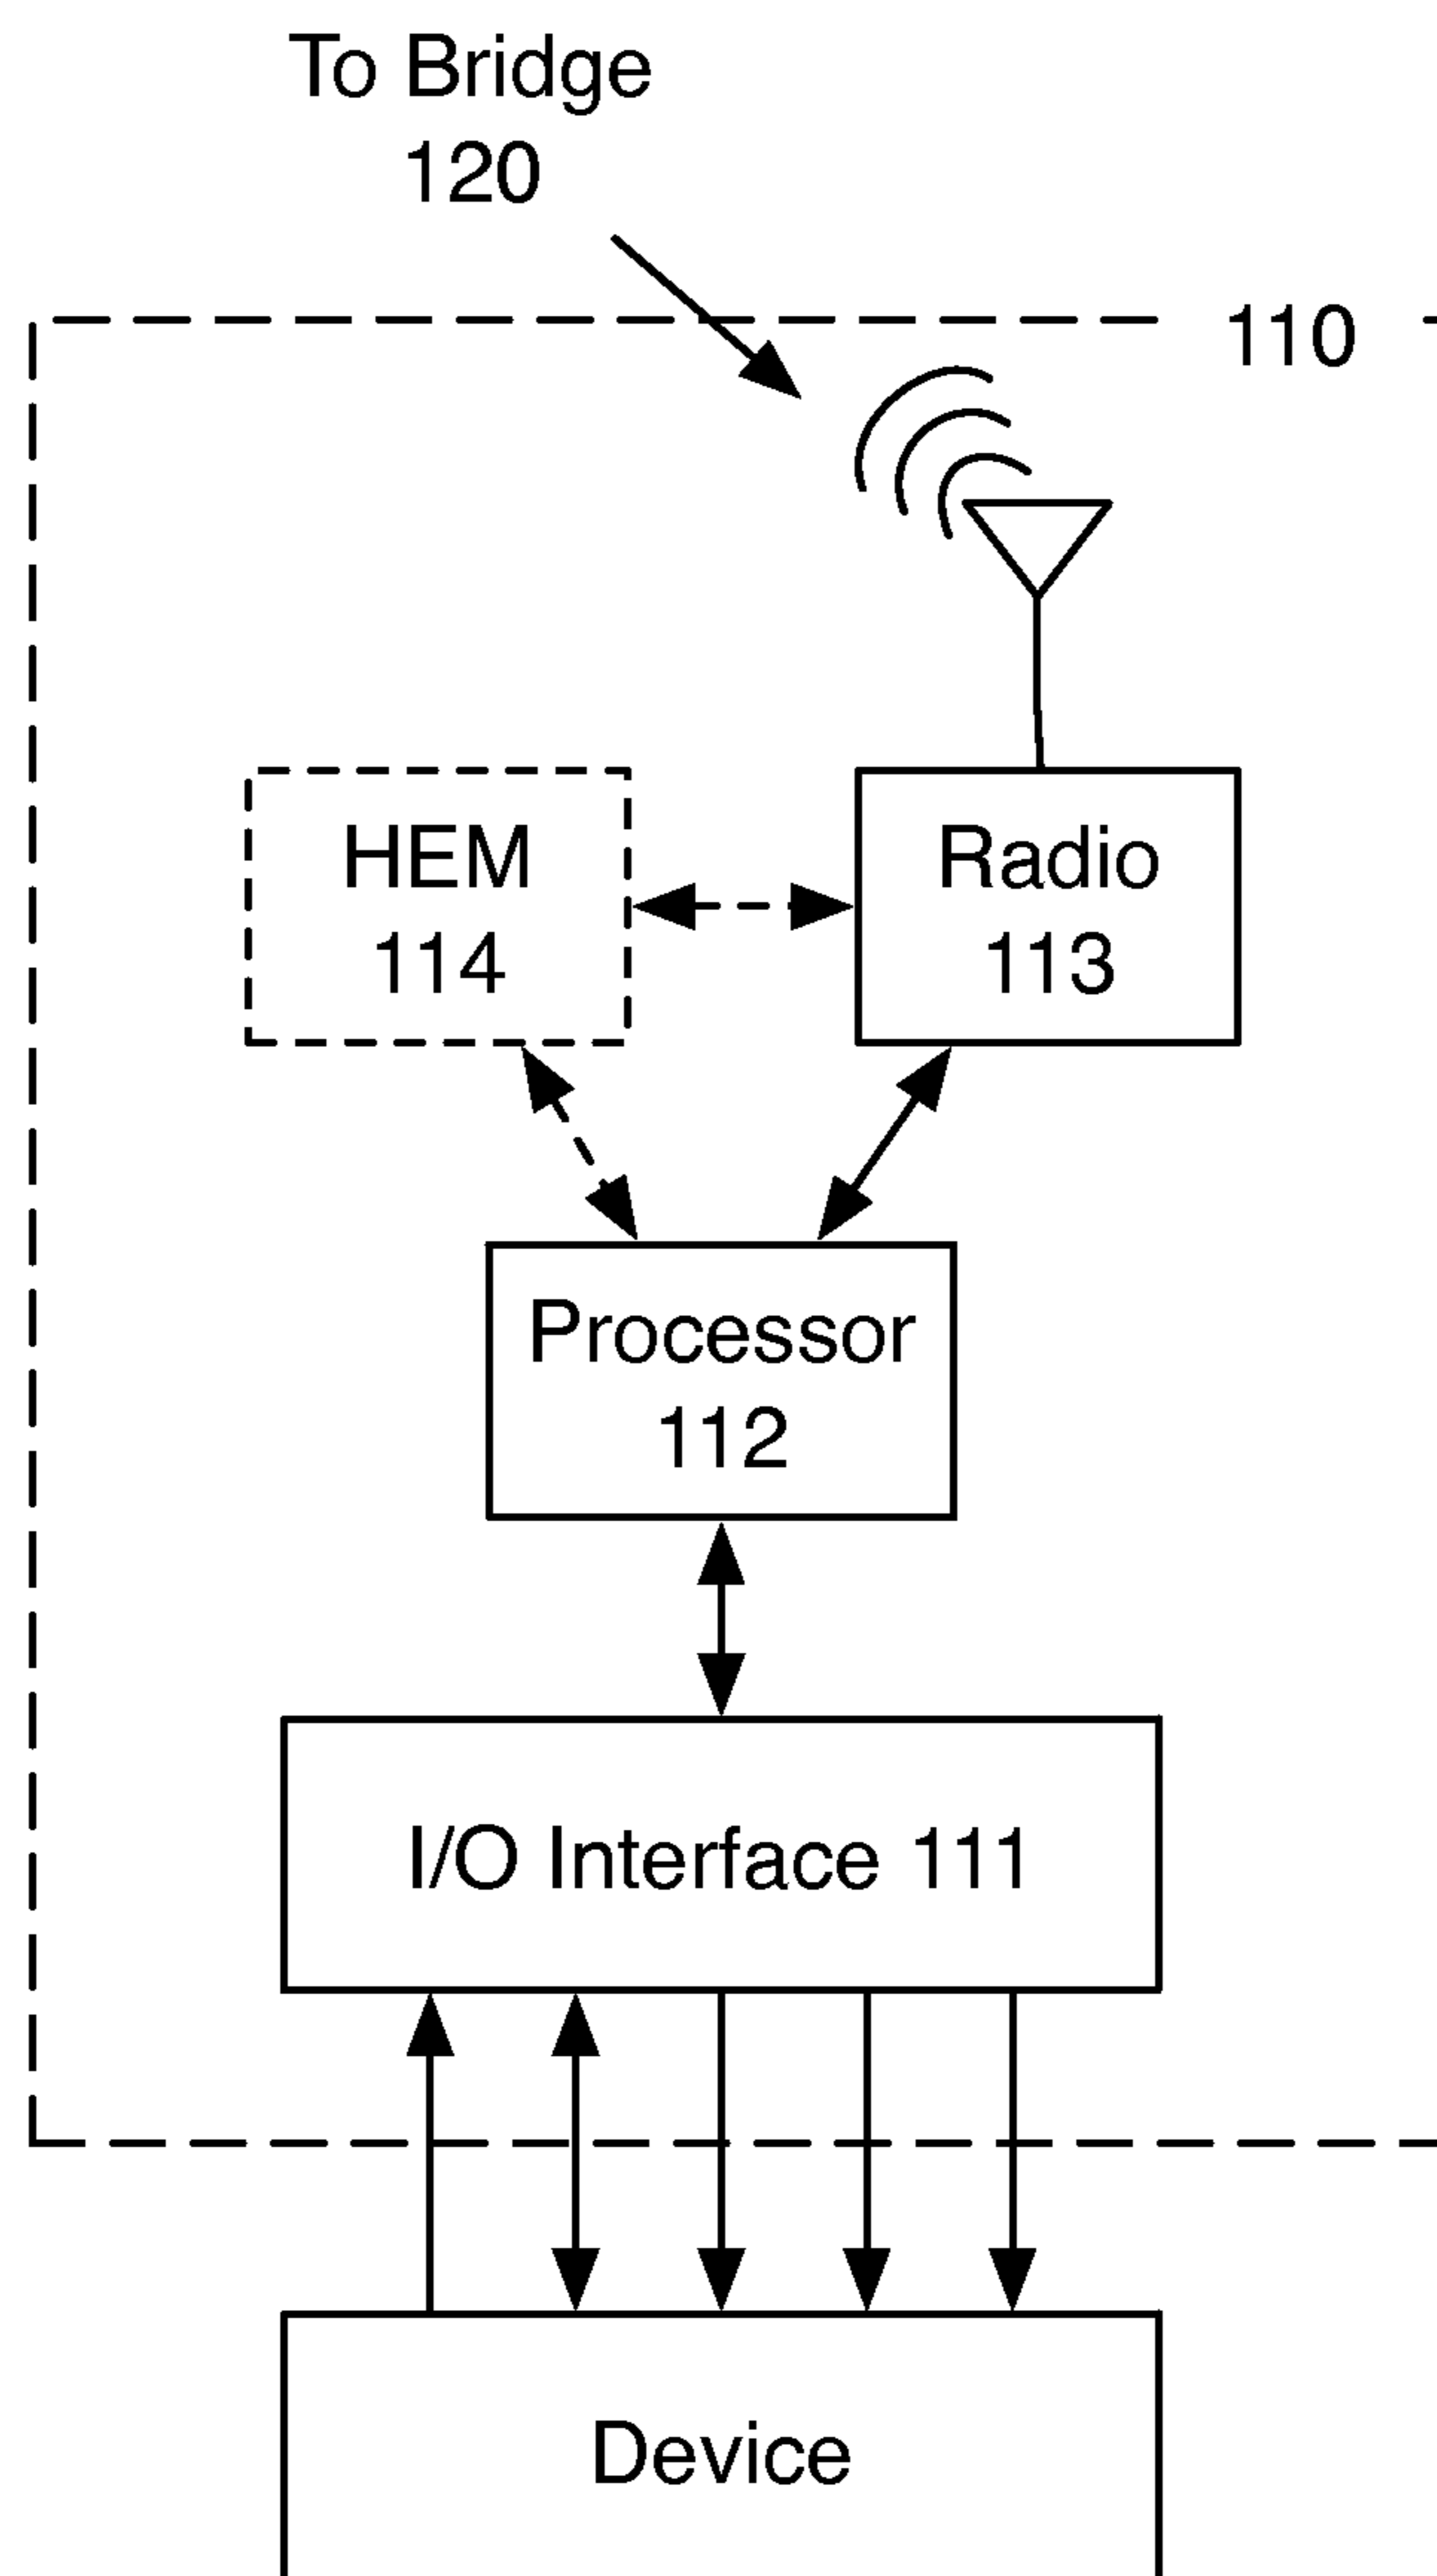 To Bridge
120
110
HEM
114
Radio
113
Processor
112
I/O Interface 111
Device